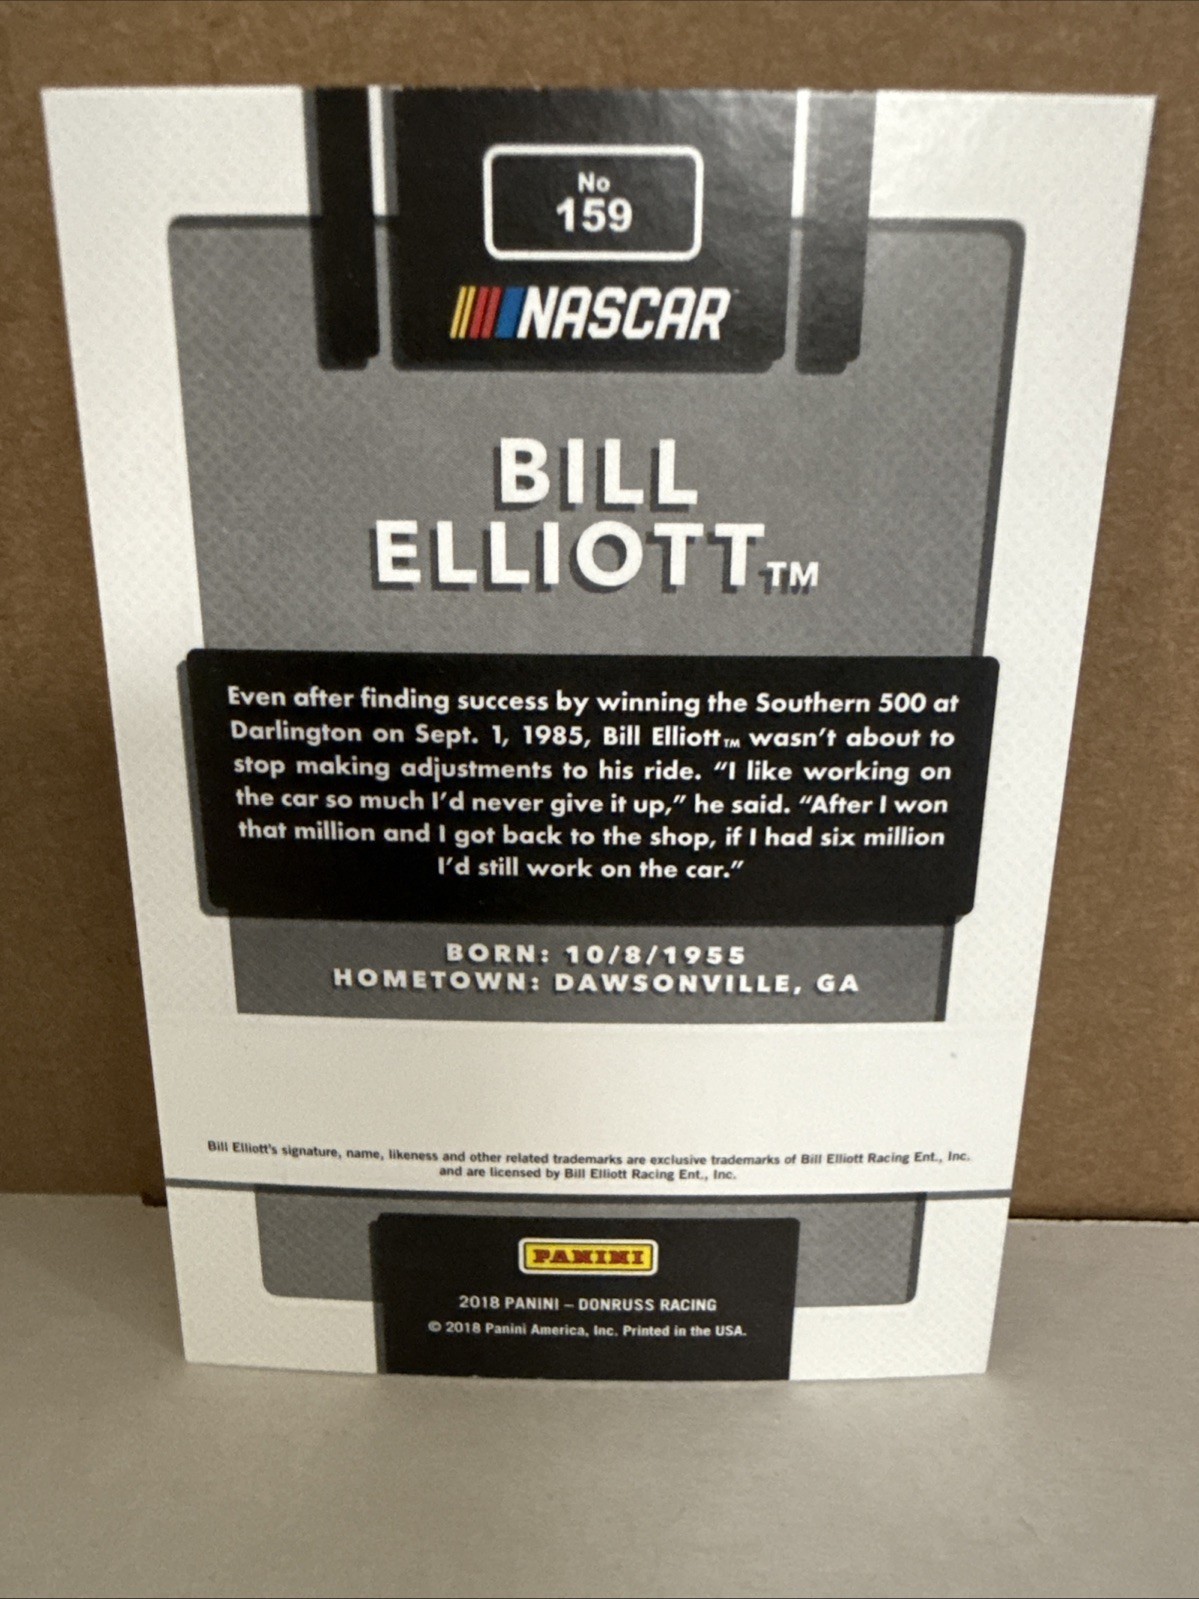 No
159
NASCAR
BILL
ELLIOTT™
Even after finding success by winning the Southern 500 at
Darlington on Sept. 1, 1985, Bill Elliott™ wasn't about to
stop making adjustments to his ride. "I like working on
the car so much I'd never give it up," he said. "After I won
that million and I got back to the shop, if I had six million
I'd still work on the car."
BORN: 10/8/1955
HOMETOWN: DAWSONVILLE, GA
Bill Elliott's signature, name, likeness and other related trademarks are exclusive trademarks of Bill Elliott Racing Ent., Inc.
and are licensed by Bill Elliott Racing Ent., Inc.
PANINI
2018 PANINI – DONRUSS RACING
© 2018 Panini America, Inc. Printed in the USA.